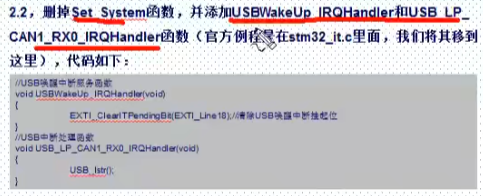 2.2，删掉Set_System函数，并添加USBWakeUp_IRQHandler和USB_LP_
CAN1_RX0_IRQHandler函数（官方例程是在stm32_it.c里面，我们将其移到
这里），代码如下：
//USB唤醒中断服务函数
void USBWakeUp_IRQHandler(void)
{
EXTI_ClearITPendingBit(EXTI_Line18);//清除USB唤醒中断挂起位
}
//USB中断处理函数
void USB_LP_CAN1_RX0_IRQHandler(void)
{
USB_Istr();
}